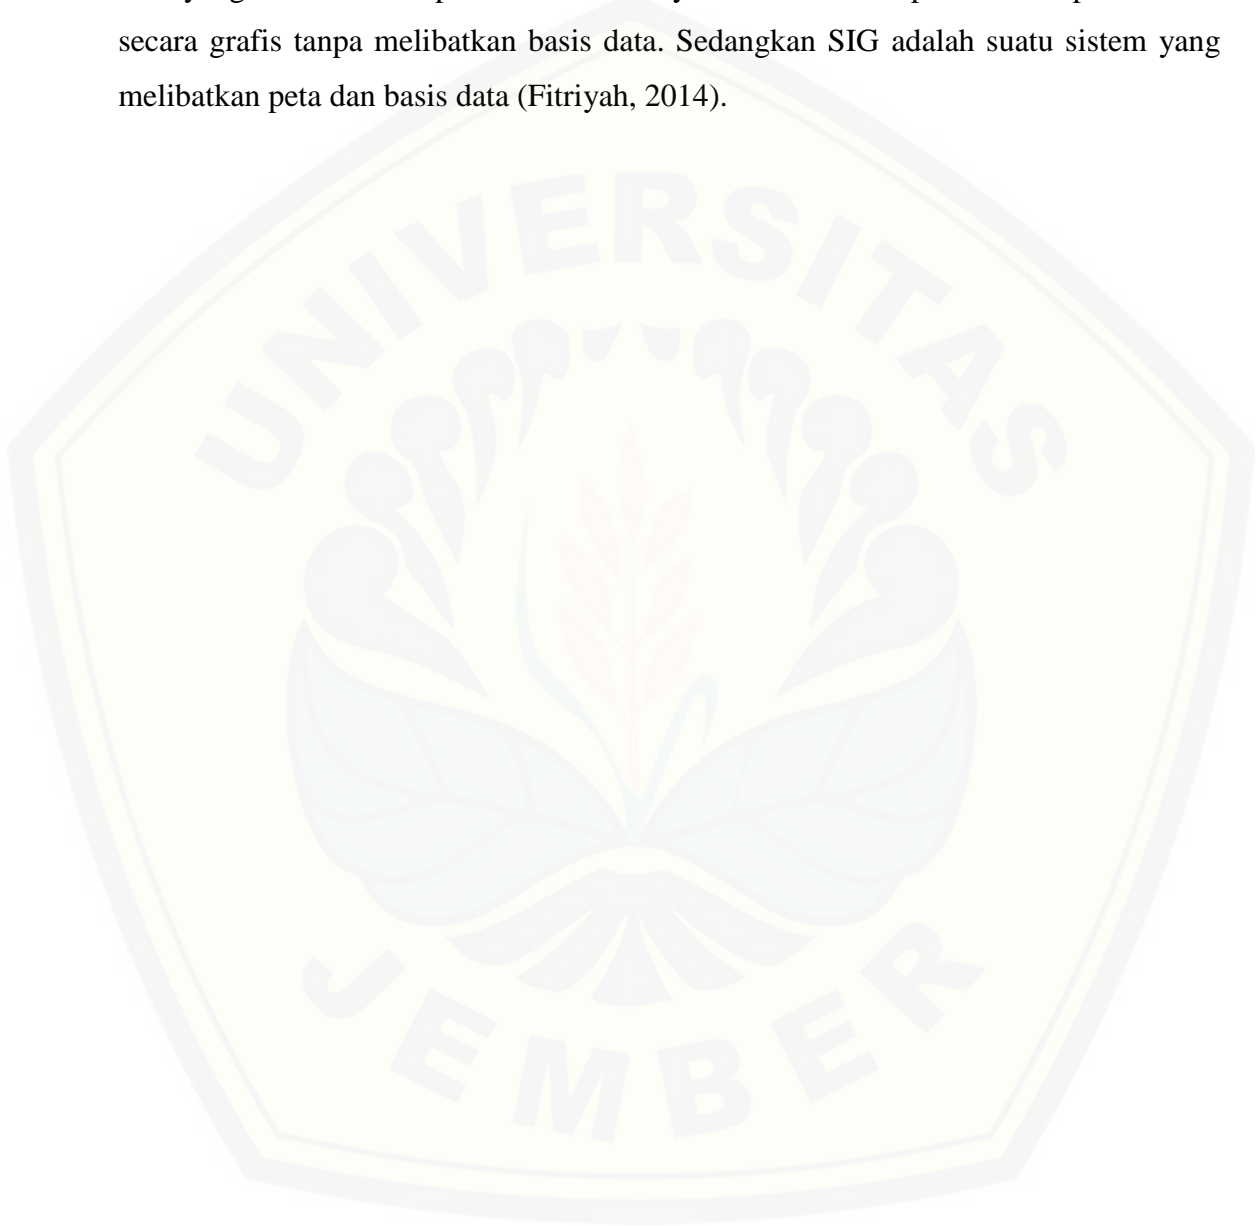 secara grafis tanpa melibatkan basis data. Sedangkan SIG adalah suatu sistem yang
melibatkan peta dan basis data (Fitriyah, 2014).
UNIVERSITAS
JEMBER